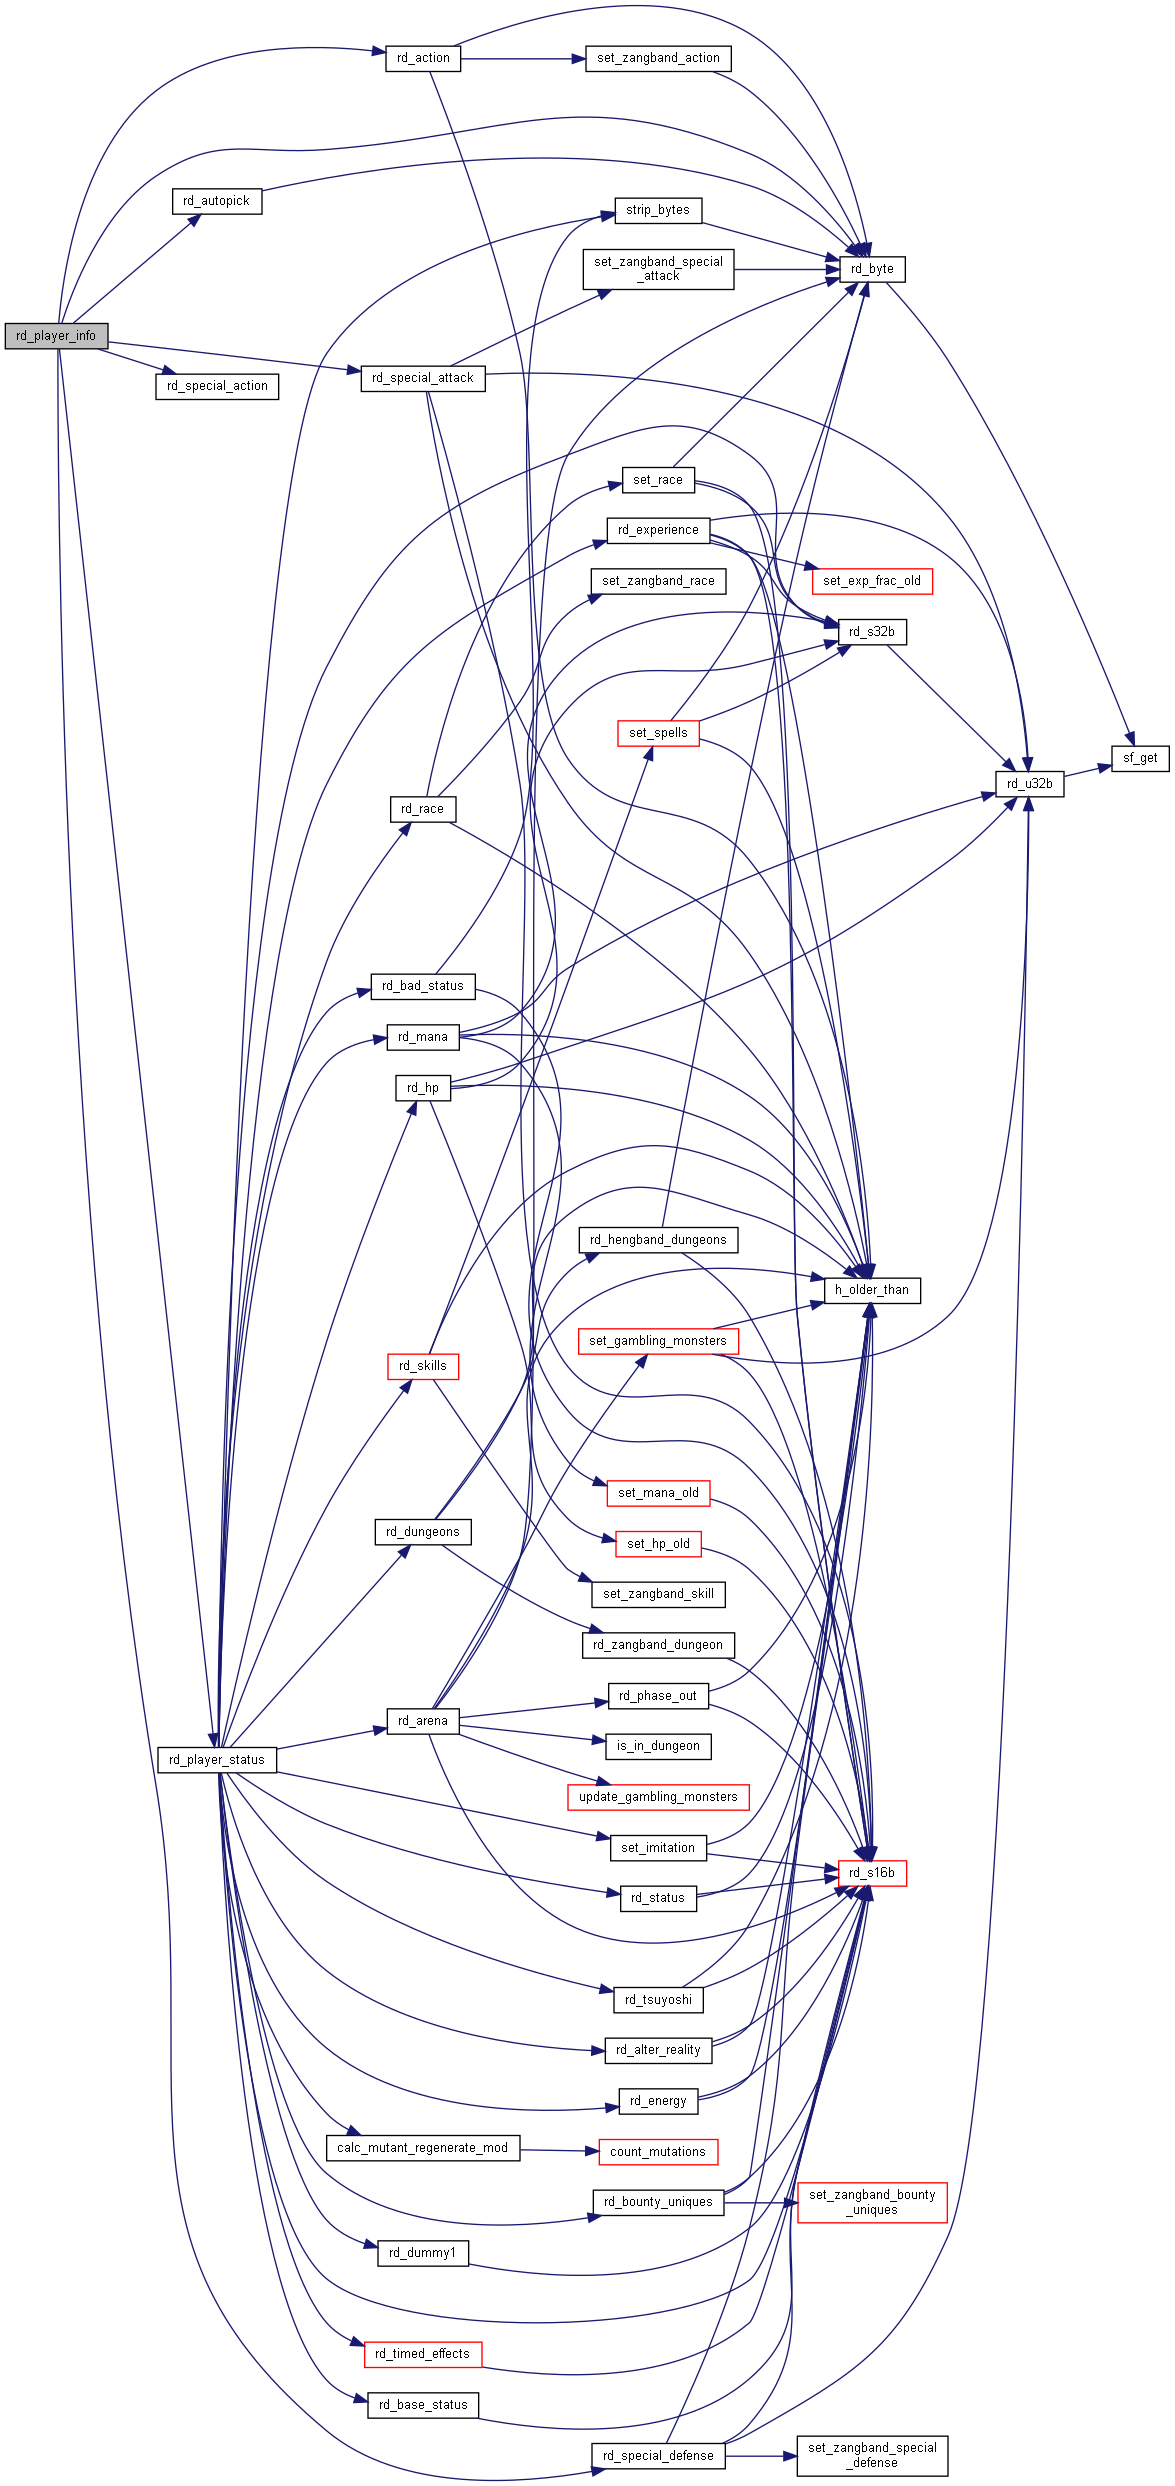 rd_action
set_zangband_action
rd_autopick
strip_bytes
set_zangband_special
_attack
rd_byte
rd_player_info
rd_special_action
rd_special_attack
set_race
rd_experience
set_zangband_race
set_exp_frac_old
rd_s32b
set_spells
sf_get
rd_u32b
rd_race
rd_bad_status
rd_mana
rd_hp
rd_hengband_dungeons
h_older_than
set_gambling_monsters
rd_skills
set_mana_old
rd_dungeons
set_hp_old
set_zangband_skill
rd_zangband_dungeon
rd_phase_out
rd_arena
is_in_dungeon
rd_player_status
update_gambling_monsters
set_imitation
rd_s16b
rd_status
rd_tsuyoshi
rd_alter_reality
rd_energy
calc_mutant_regenerate_mod
count_mutations
rd_bounty_uniques
set_zangband_bounty
_uniques
rd_dummy1
rd_timed_effects
rd_base_status
rd_special_defense
set_zangband_special
_defense